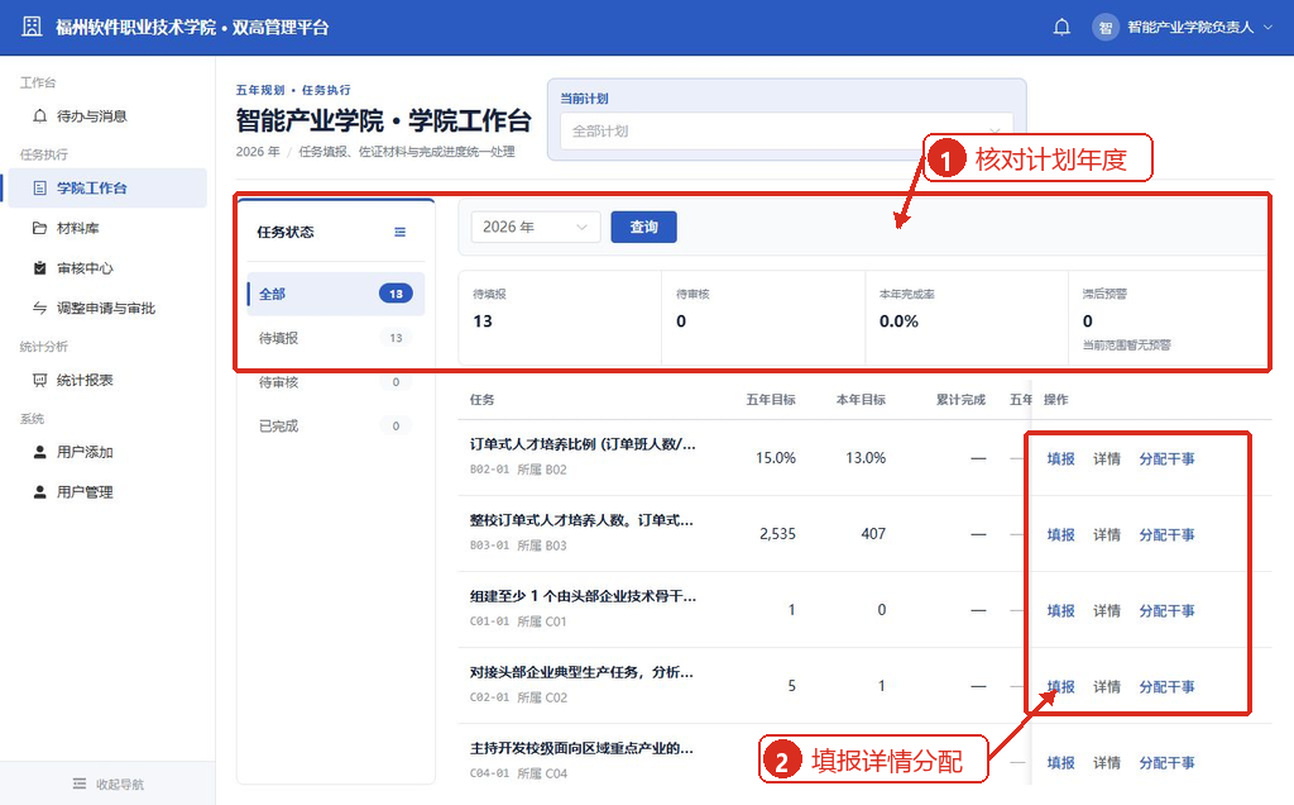 福州软件职业技术学院•双高管理平台
智 智能产业学院负责人
工作台
待办与消息
任务执行
学院工作台
材料库
审核中心
调整申请与审批
统计分析
统计报表
系统
用户添加
用户管理
收起导航
五年规划 • 任务执行
智能产业学院 • 学院工作台
2026 年 / 任务填报、佐证材料与完成进度统一处理
当前计划
全部计划
1 核对计划年度
任务状态
全部 13
待填报 13
待审核 0
已完成 0
2026 年 查询
待填报 待审核 本年完成率 滞后预警
13 0 0.0% 0
当前范围暂无预警
任务 五年目标 本年目标 累计完成 五年 操作
订单式人才培养比例 (订单班人数/... 15.0% 13.0% — — 填报 详情 分配干事
B02-01 所属 B02
整校订单式人才培养人数。订单式... 2,535 407 — — 填报 详情 分配干事
B03-01 所属 B03
组建至少 1 个由头部企业技术骨干... 1 0 — — 填报 详情 分配干事
C01-01 所属 C01
对接头部企业典型生产任务，分析... 5 1 — — 填报 详情 分配干事
C02-01 所属 C02
主持开发校级面向区域重点产业的... — 填报 详情 分配干事
C04-01 所属 C04
2 填报详情分配